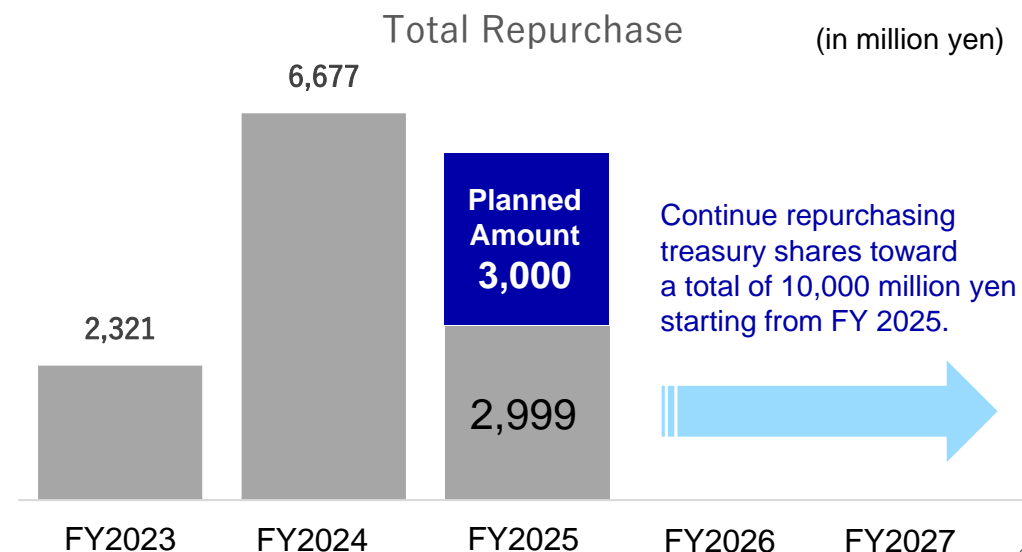 Total Repurchase
(in million yen)
6,677
Planned
Amount
3,000
Continue repurchasing
treasury shares toward
a total of 10,000 million yen
starting from FY 2025.
2,321
2,999
FY2023
FY2024
FY2025
FY2026
FY2027